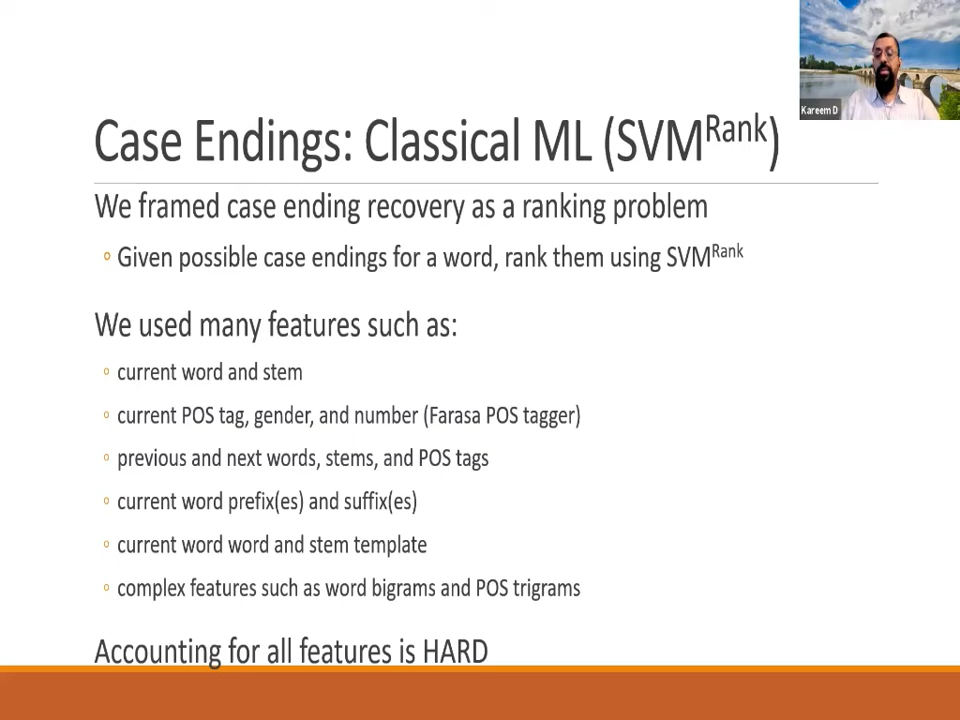 Kareem D
Case Endings: Classical ML (SVMRank)
We framed case ending recovery as a ranking problem
◦ Given possible case endings for a word, rank them using SVMRank
We used many features such as:
◦ current word and stem
◦ current POS tag, gender, and number (Farasa POS tagger)
◦ previous and next words, stems, and POS tags
◦ current word prefix(es) and suffix(es)
◦ current word word and stem template
◦ complex features such as word bigrams and POS trigrams
Accounting for all features is HARD